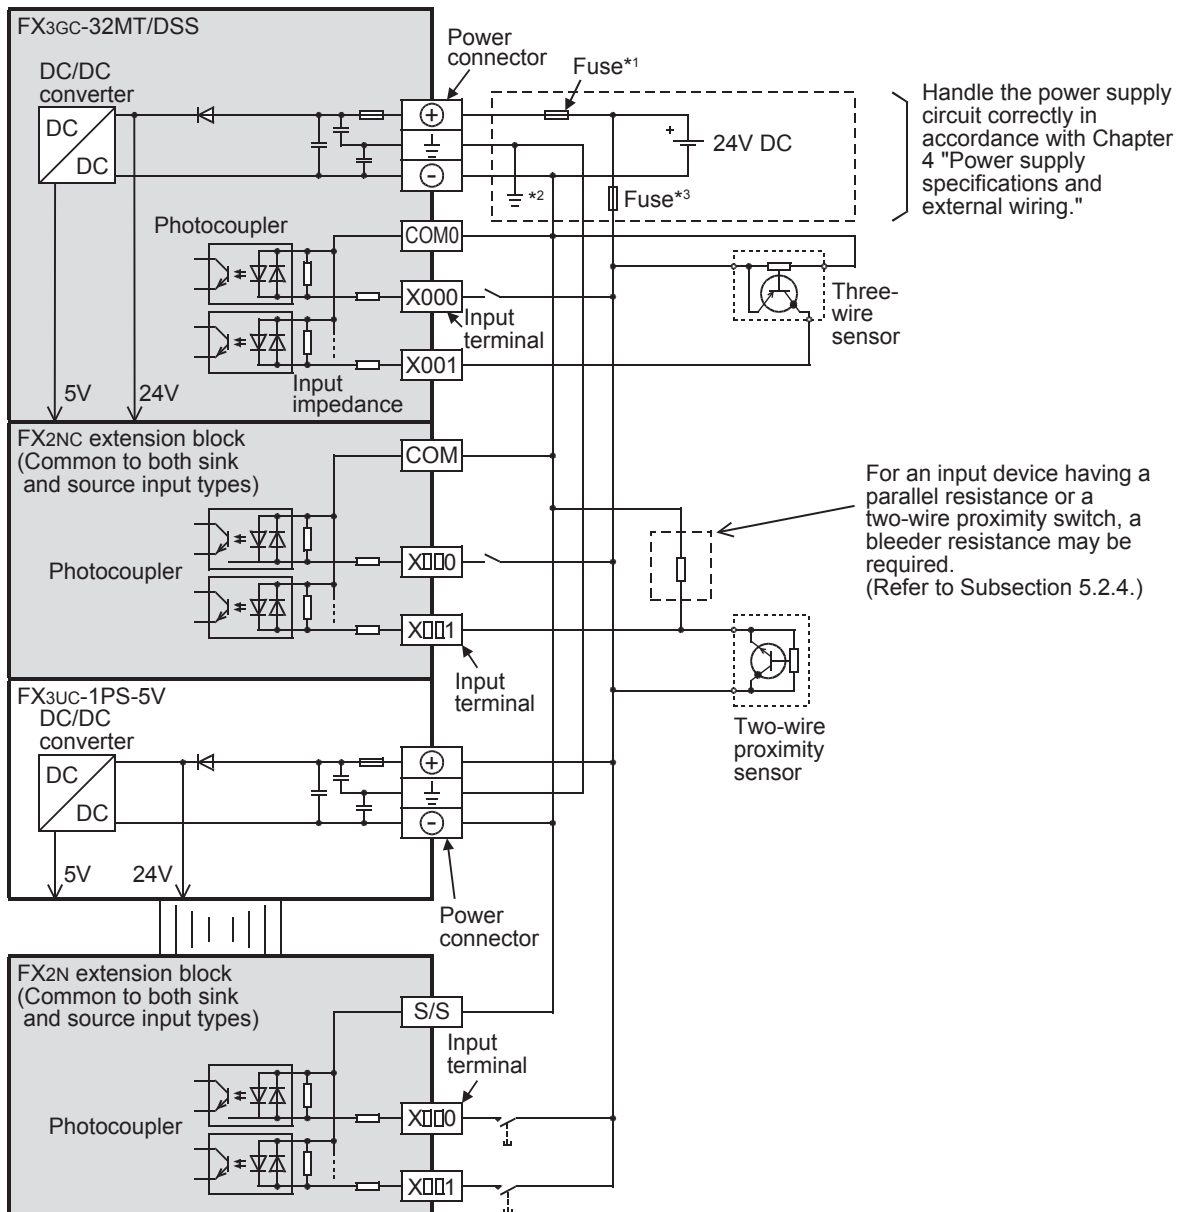 FX3GC-32MT/DSS
DC/DC
converter
DC
DC
Power
connector
Fuse*1
+
24V DC
*2
Fuse*3
Handle the power supply
circuit correctly in
accordance with Chapter
4 "Power supply
specifications and
external wiring."
Photocoupler
COM0
X000
Input
terminal
X001
Input
impedance
5V
24V
Three-
wire
sensor
FX2NC extension block
(Common to both sink
and source input types)
COM
Photocoupler
X□□0
X□□1
Input
terminal
For an input device having a
parallel resistance or a
two-wire proximity switch, a
bleeder resistance may be
required.
(Refer to Subsection 5.2.4.)
Two-wire
proximity
sensor
FX3UC-1PS-5V
DC/DC
converter
DC
DC
5V
24V
Power
connector
FX2N extension block
(Common to both sink
and source input types)
S/S
Input
terminal
Photocoupler
X□□0
X□□1